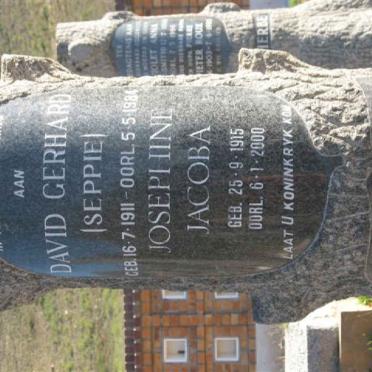 AAN
DAVID GERHARD
(SEPPIE)
GEB. 16·7·1911 OORL. 5·5·1984
JOSEPHINE
JACOBA
GEB. 25·9·1915
OORL. 6·1·2000
LAAT U KONINKRYK